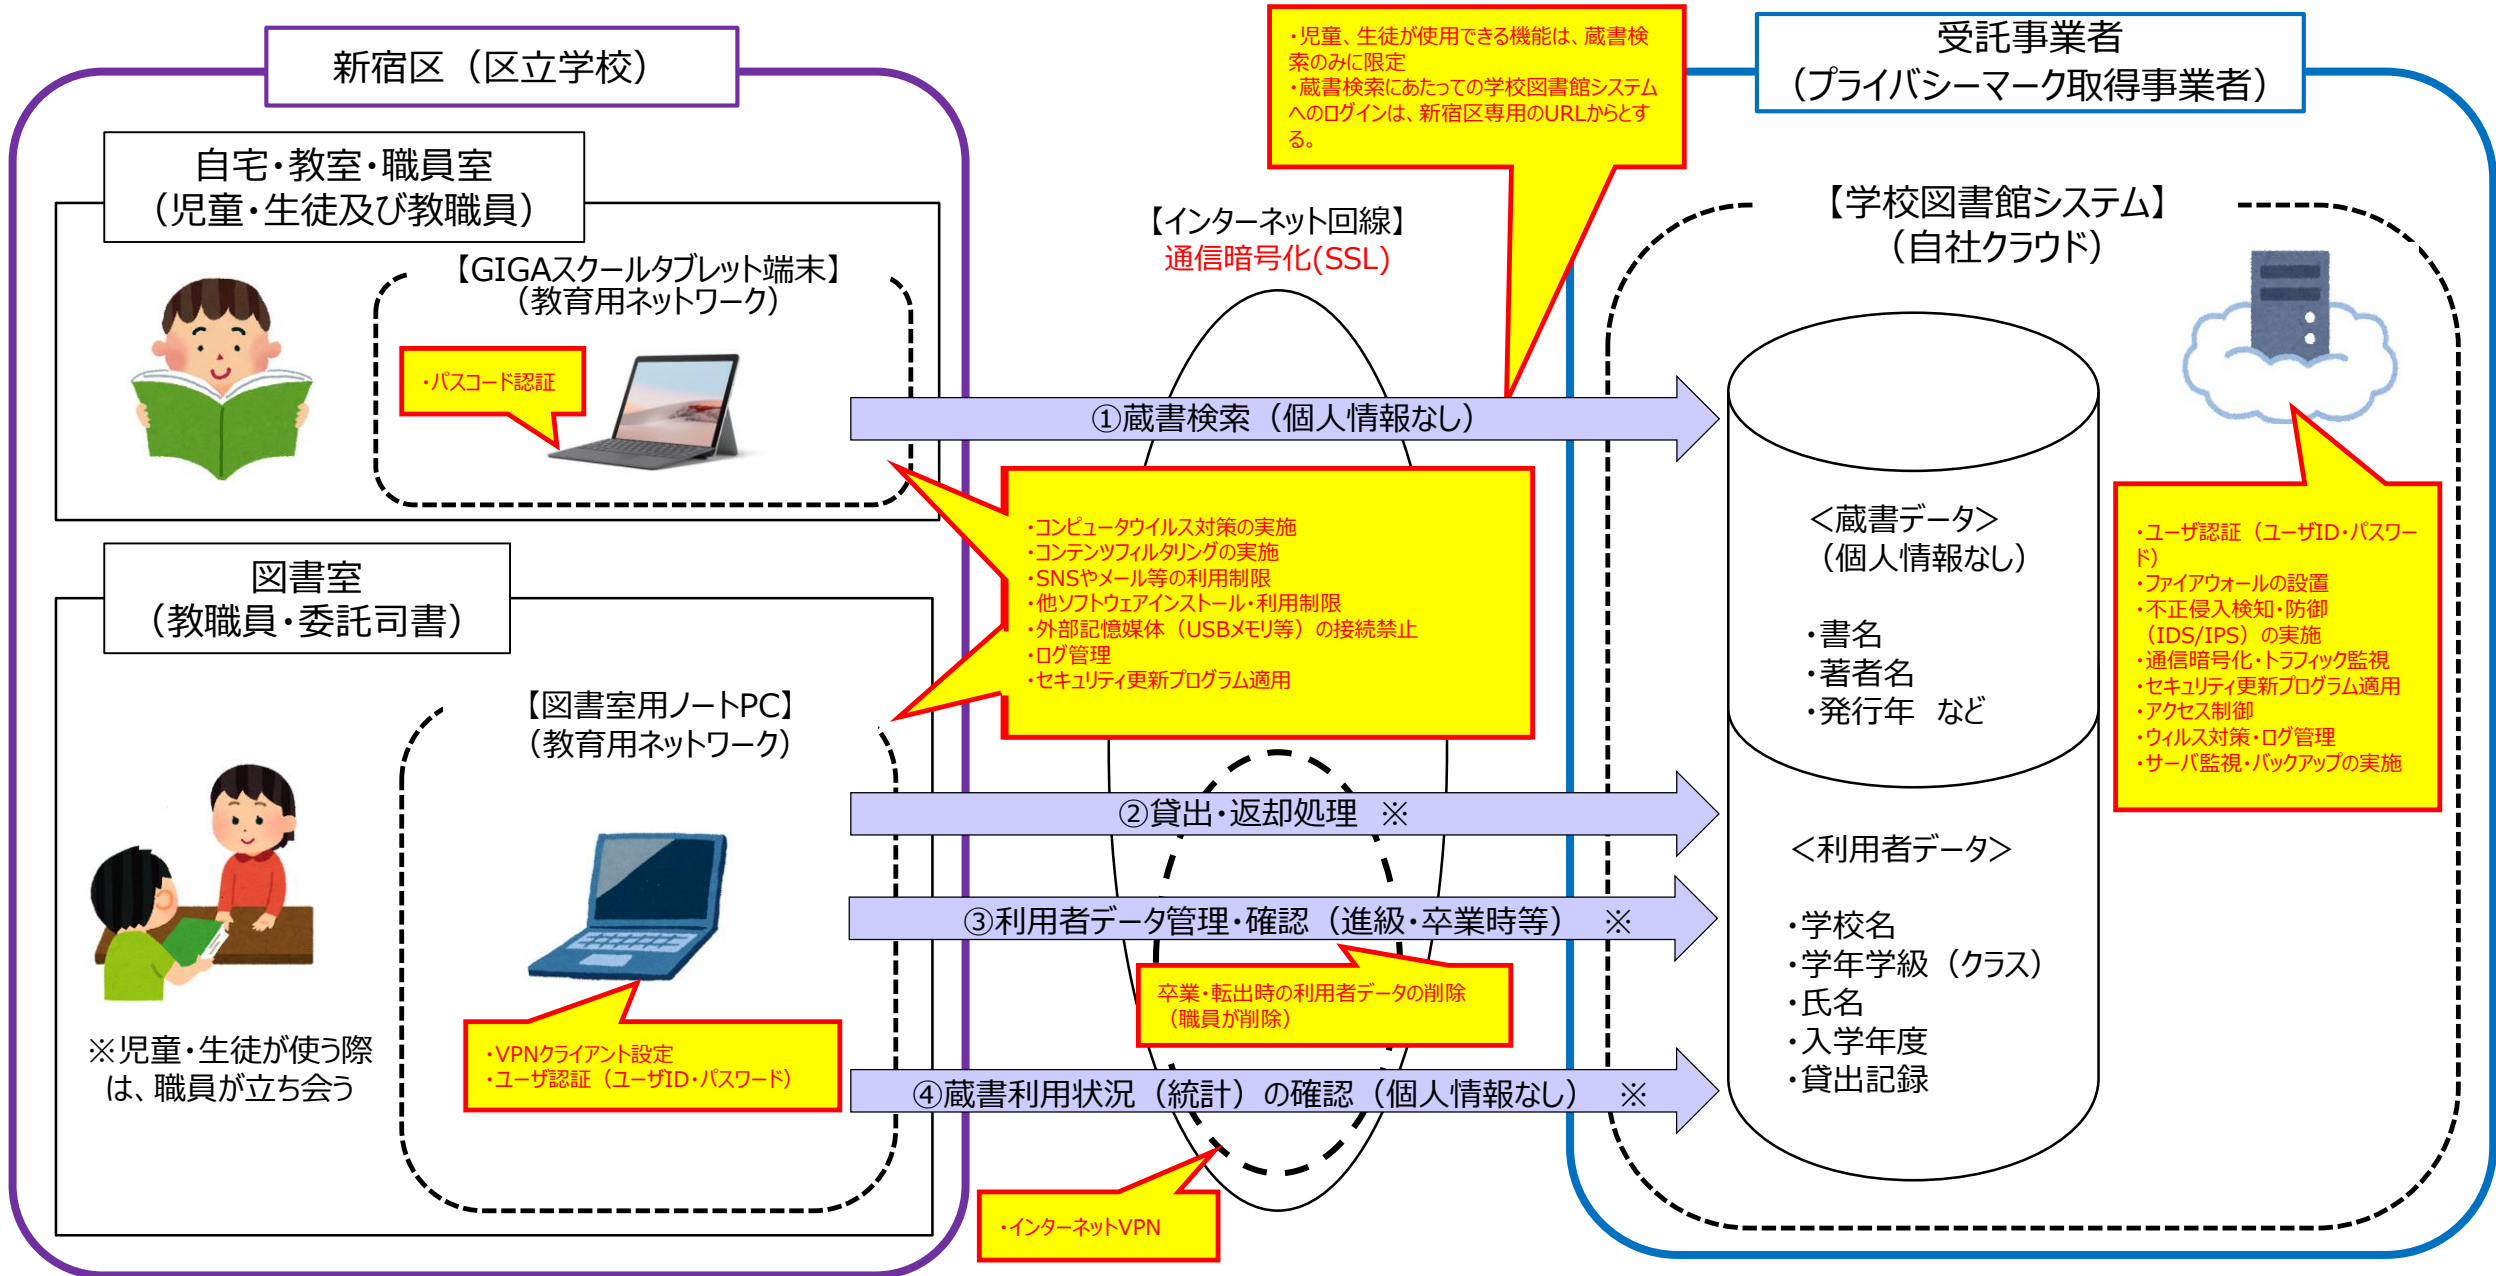 新宿区（区立学校）
自宅・教室・職員室
（児童・生徒及び教職員）
【GIGAスクールタブレット端末】
（教育用ネットワーク）
・パスコード認証
図書室
（教職員・委託司書）
【図書室用ノートPC】
（教育用ネットワーク）
※児童・生徒が使う際
は、職員が立ち会う
・VPNクライアント設定
・ユーザ認証（ユーザID・パスワード）
・児童、生徒が使用できる機能は、蔵書検
索のみに限定
・蔵書検索にあたっての学校図書館システム
へのログインは、新宿区専用のURLからとす
る。
【インターネット回線】
通信暗号化(SSL)
①蔵書検索（個人情報なし）
・コンピュータウイルス対策の実施
・コンテンツフィルタリングの実施
・SNSやメール等の利用制限
・他ソフトウェアインストール・利用制限
・外部記憶媒体（USBメモリ等）の接続禁止
・ログ管理
・セキュリティ更新プログラム適用
②貸出・返却処理　※
③利用者データ管理・確認（進級・卒業時等）　※
卒業・転出時の利用者データの削除
（職員が削除）
④蔵書利用状況（統計）の確認（個人情報なし）　※
・インターネットVPN
受託事業者
（プライバシーマーク取得事業者）
【学校図書館システム】
（自社クラウド）
＜蔵書データ＞
（個人情報なし）
・書名
・著者名
・発行年　など
＜利用者データ＞
・学校名
・学年学級（クラス）
・氏名
・入学年度
・貸出記録
・ユーザ認証（ユーザID・パスワー
ド）
・ファイアウォールの設置
・不正侵入検知・防御
（IDS/IPS）の実施
・通信暗号化・トラフィック監視
・セキュリティ更新プログラム適用
・アクセス制御
・ウィルス対策・ログ管理
・サーバ監視・バックアップの実施